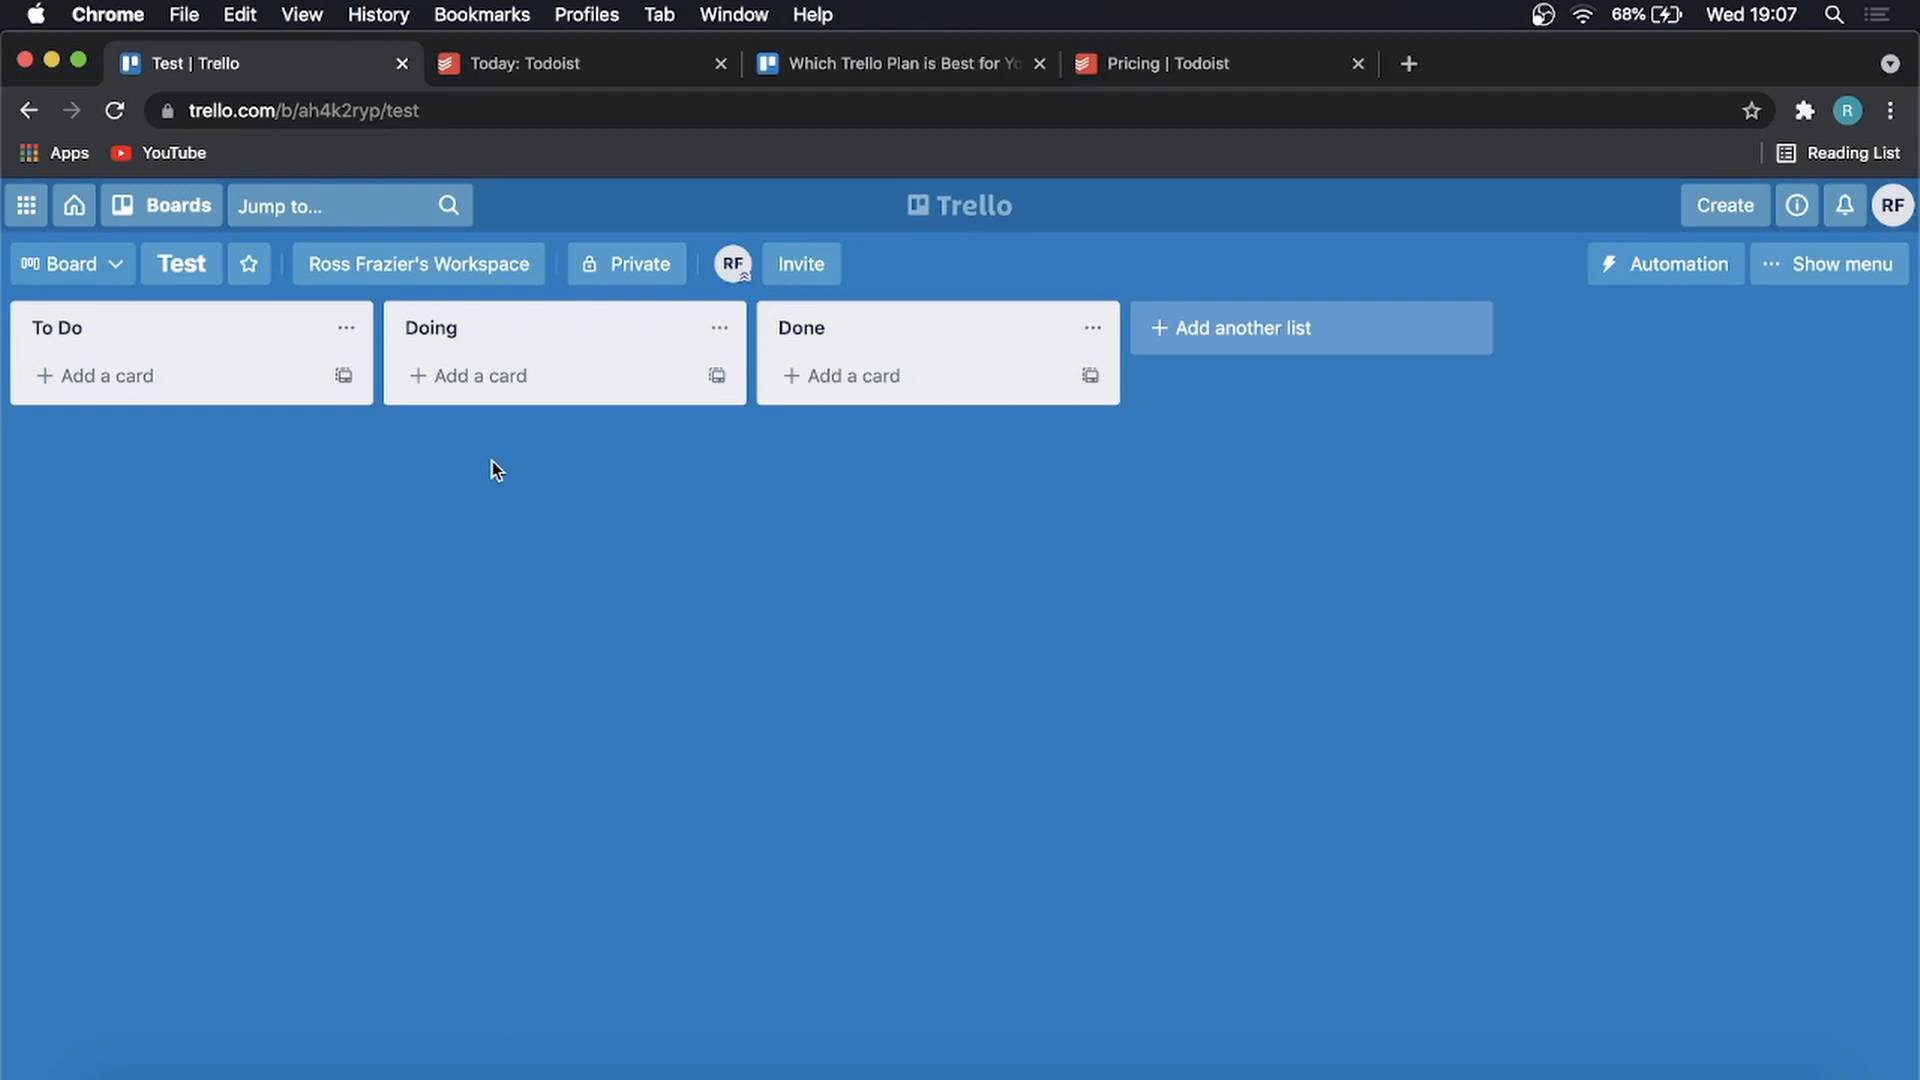 Chrome File Edit View History Bookmarks Profiles Tab Window Help 68% Wed 19:07
Test | Trello Today: Todoist Which Trello Plan is Best for Yo Pricing | Todoist
trello.com/b/ah4k2ryp/test R
Apps YouTube Reading List
Boards Jump to... Trello Create RF
Board Test Ross Frazier's Workspace Private RF Invite Automation Show menu
To Do Doing Done + Add another list
+ Add a card + Add a card + Add a card